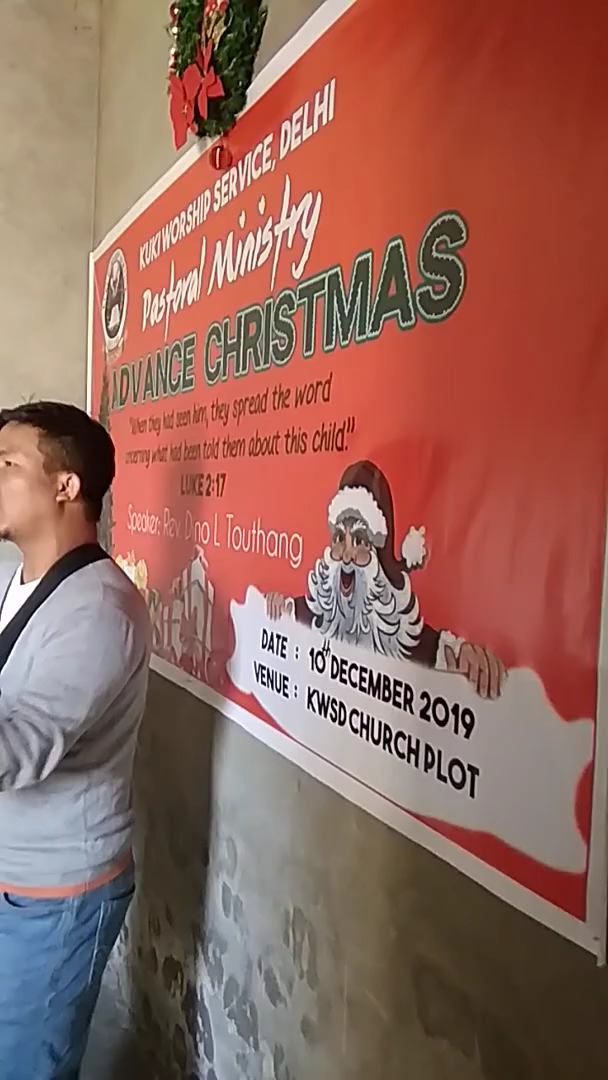 KUKI WORSHIP SERVICE, DELHI
Pastoral Ministry
ADVANCE CHRISTMAS
"When they had seen him, they spread the word
concerning what had been told them about this child."
LUKE 2:17
Speaker: Rev. Dino L Touthang
DATE : 10th DECEMBER 2019
VENUE : KWSD CHURCH PLOT